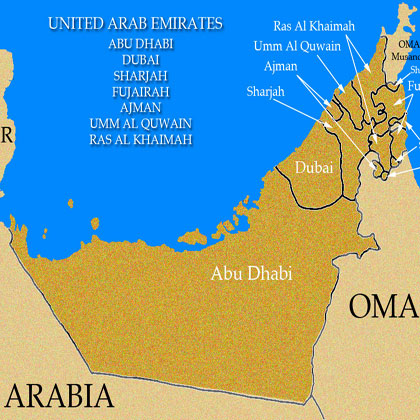 UNITED ARAB EMIRATES
ABU DHABI
DUBAI
SHARJAH
FUJAIRAH
AJMAN
UMM AL QUWAIN
RAS AL KHAIMAH
Ras Al Khaimah
Umm Al Quwain
Ajman
Sharjah
OMA
Musand
Sh
Fu
R
Dubai
Abu Dhabi
OMA
ARABIA